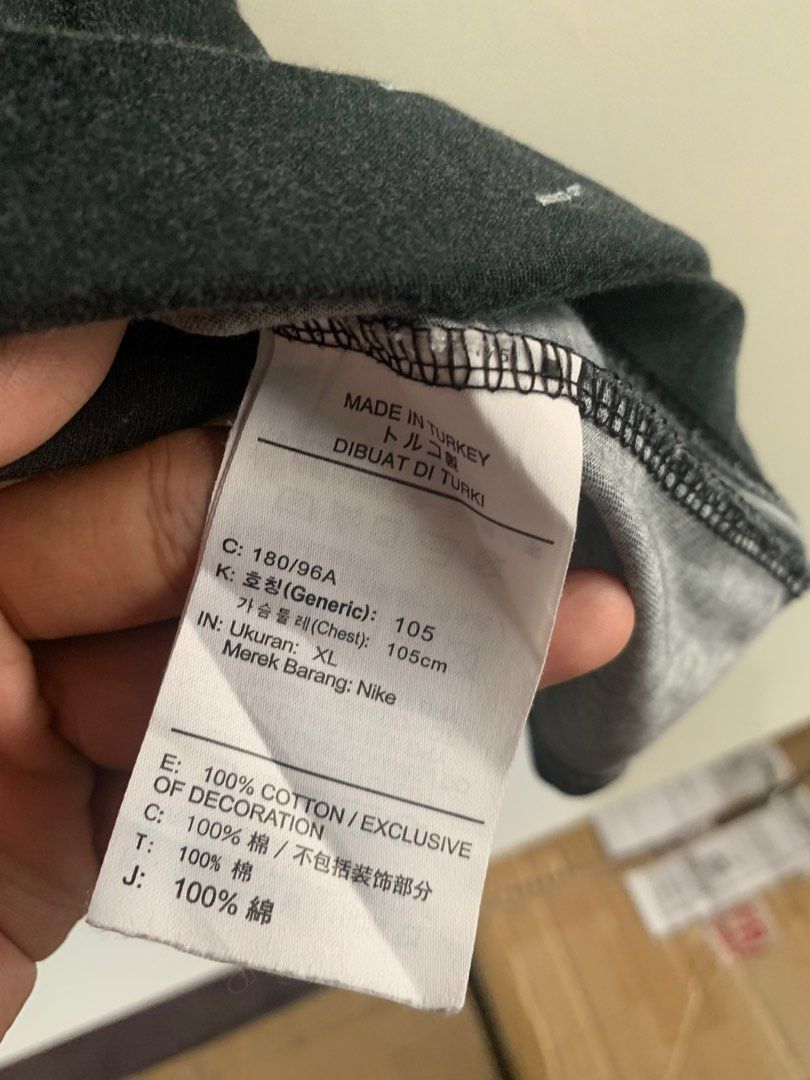 MADE IN TURKEY
トルコ製
DIBUAT DI TURKI
C: 180/96A
K: 호칭(Generic): 105
가슴둘레(Chest): 105cm
IN: Ukuran: XL
Merek Barang: Nike
E: 100% COTTON / EXCLUSIVE
OF DECORATION
C: 100% 棉 / 不包括装饰部分
T: 100% 棉
J: 100% 綿